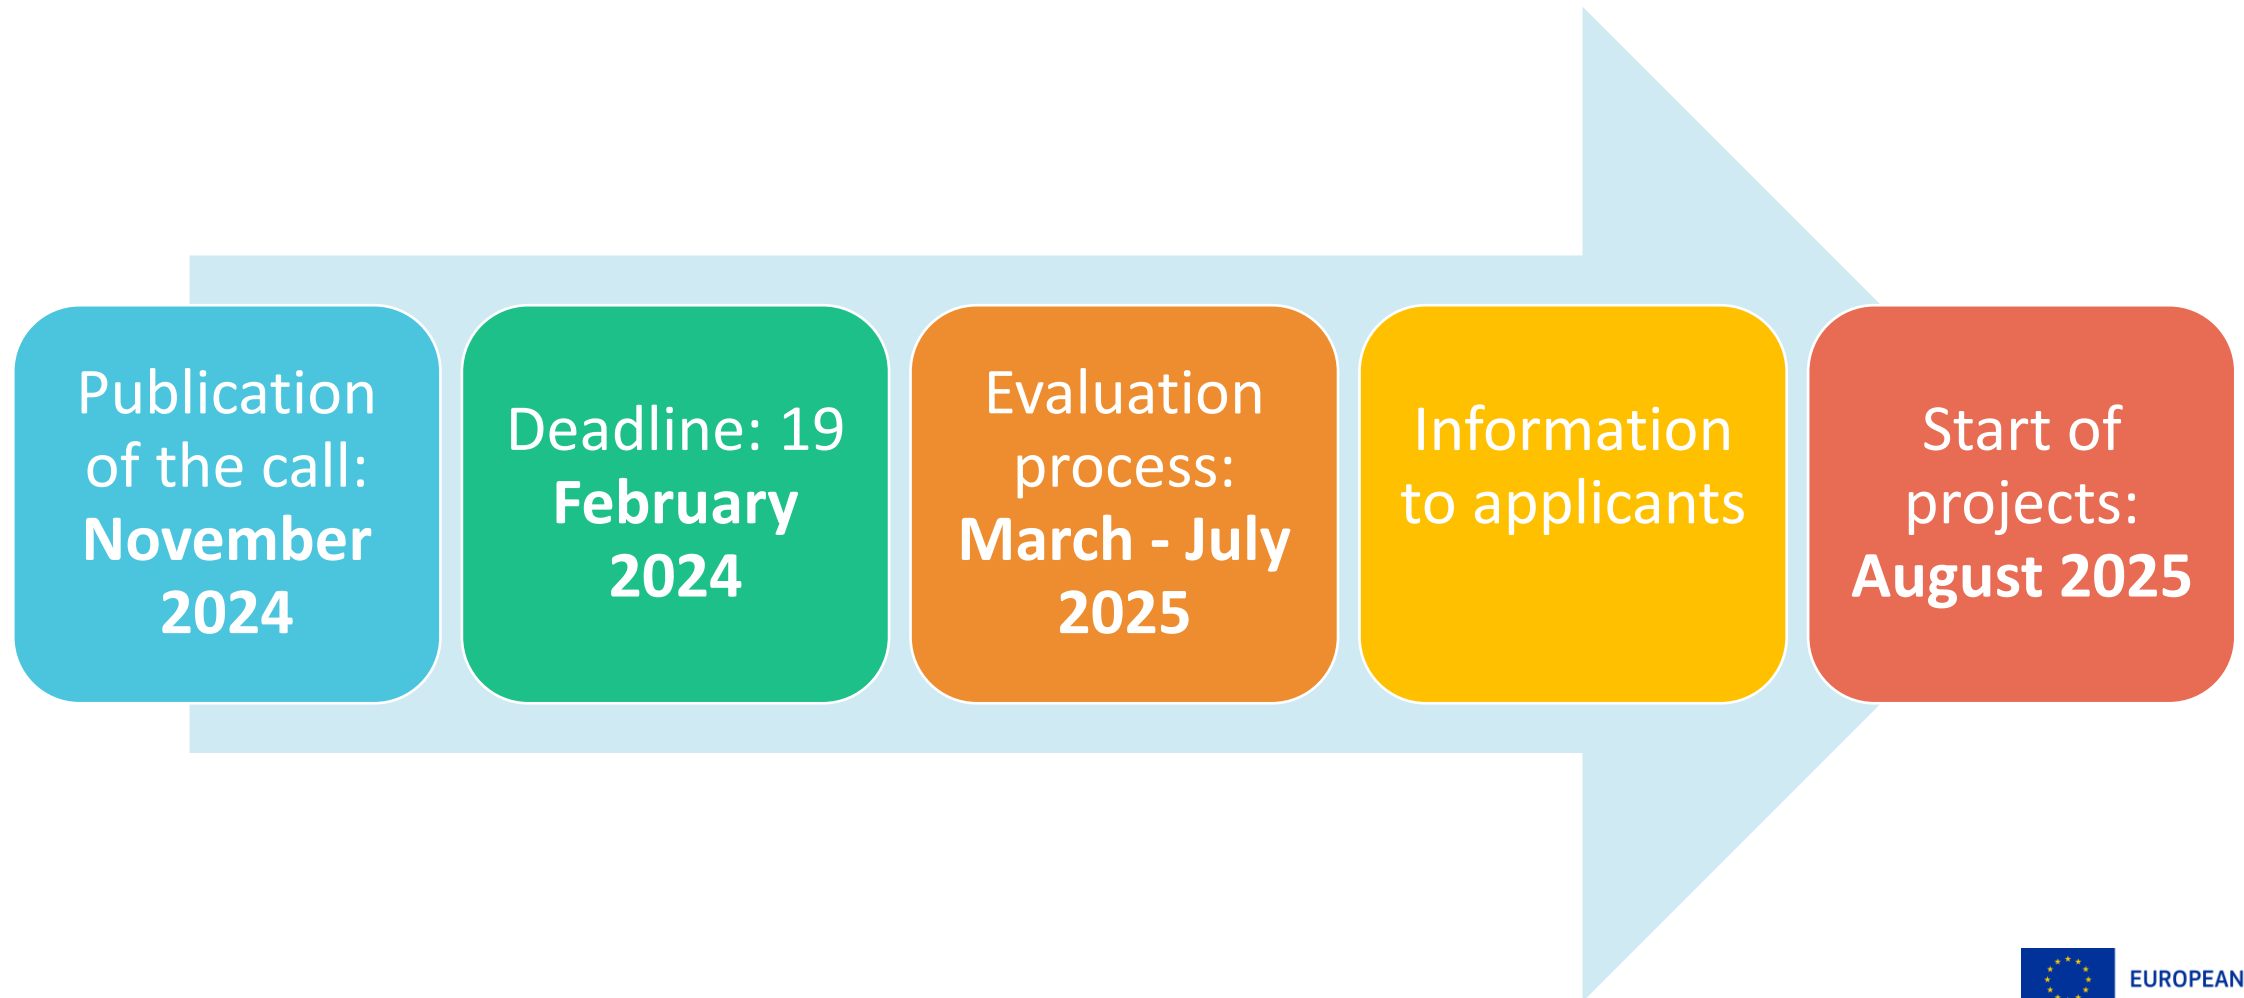 Publication
of the call:
November
2024
Deadline: 19
February
2024
Evaluation
process:
March - July
2025
Information
to applicants
Start of
projects:
August 2025
EUROPEAN